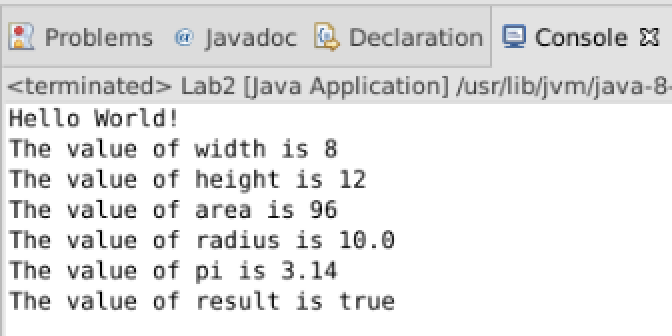 Problems @ Javadoc Declaration Console
<terminated> Lab2 [Java Application] /usr/lib/jvm/java-8-
Hello World!
The value of width is 8
The value of height is 12
The value of area is 96
The value of radius is 10.0
The value of pi is 3.14
The value of result is true